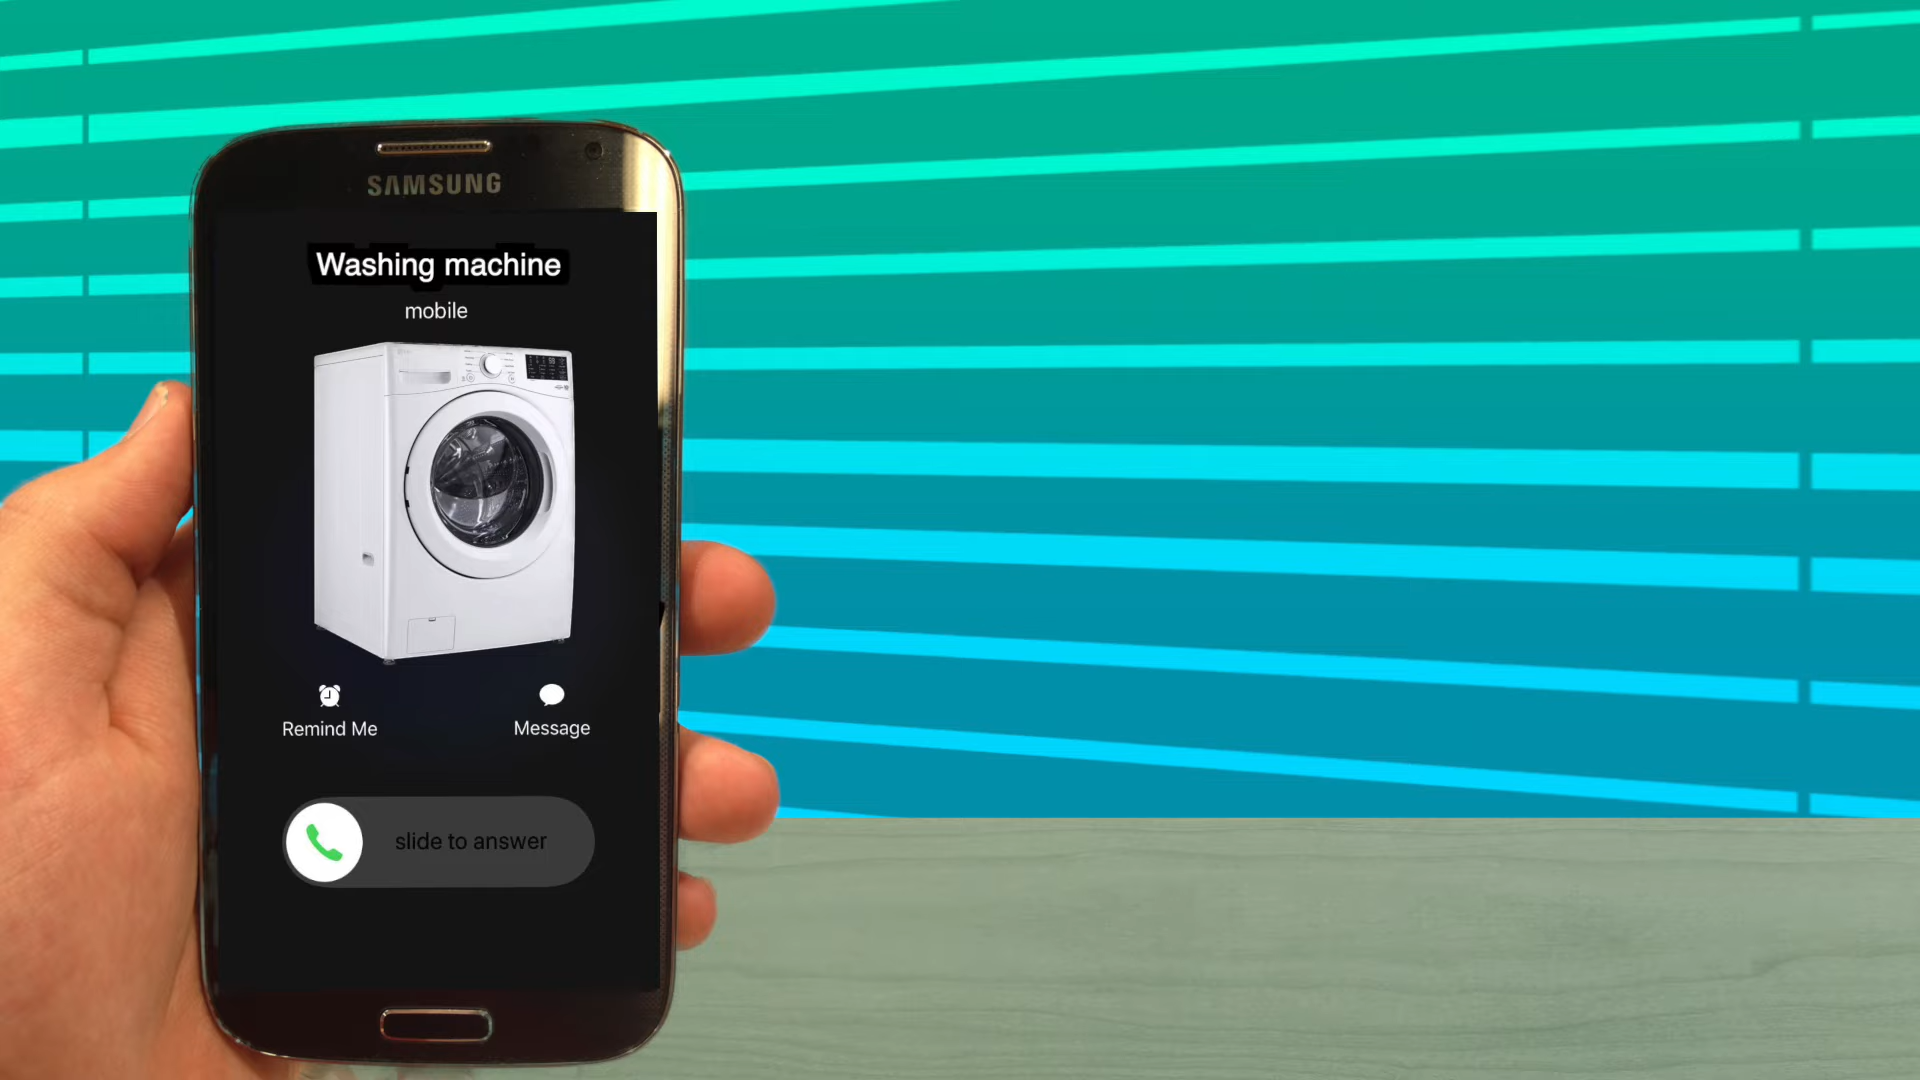 SAMSUNG
Washing machine
mobile
Remind Me
Message
slide to answer